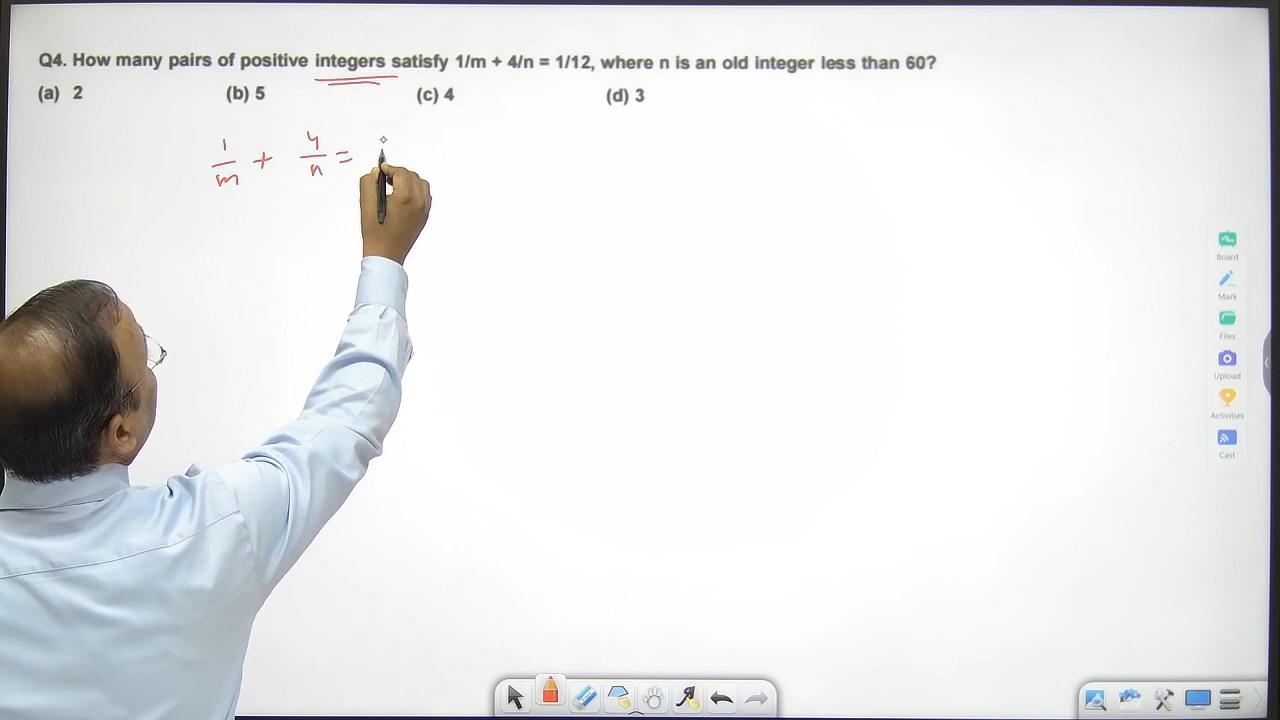 Q4. How many pairs of positive integers satisfy 1/m + 4/n = 1/12, where n is an old integer less than 60?
(a) 2 (b) 5 (c) 4 (d) 3
1/m + 4/n =
Board
Mark
Files
Upload
Activities
Cast